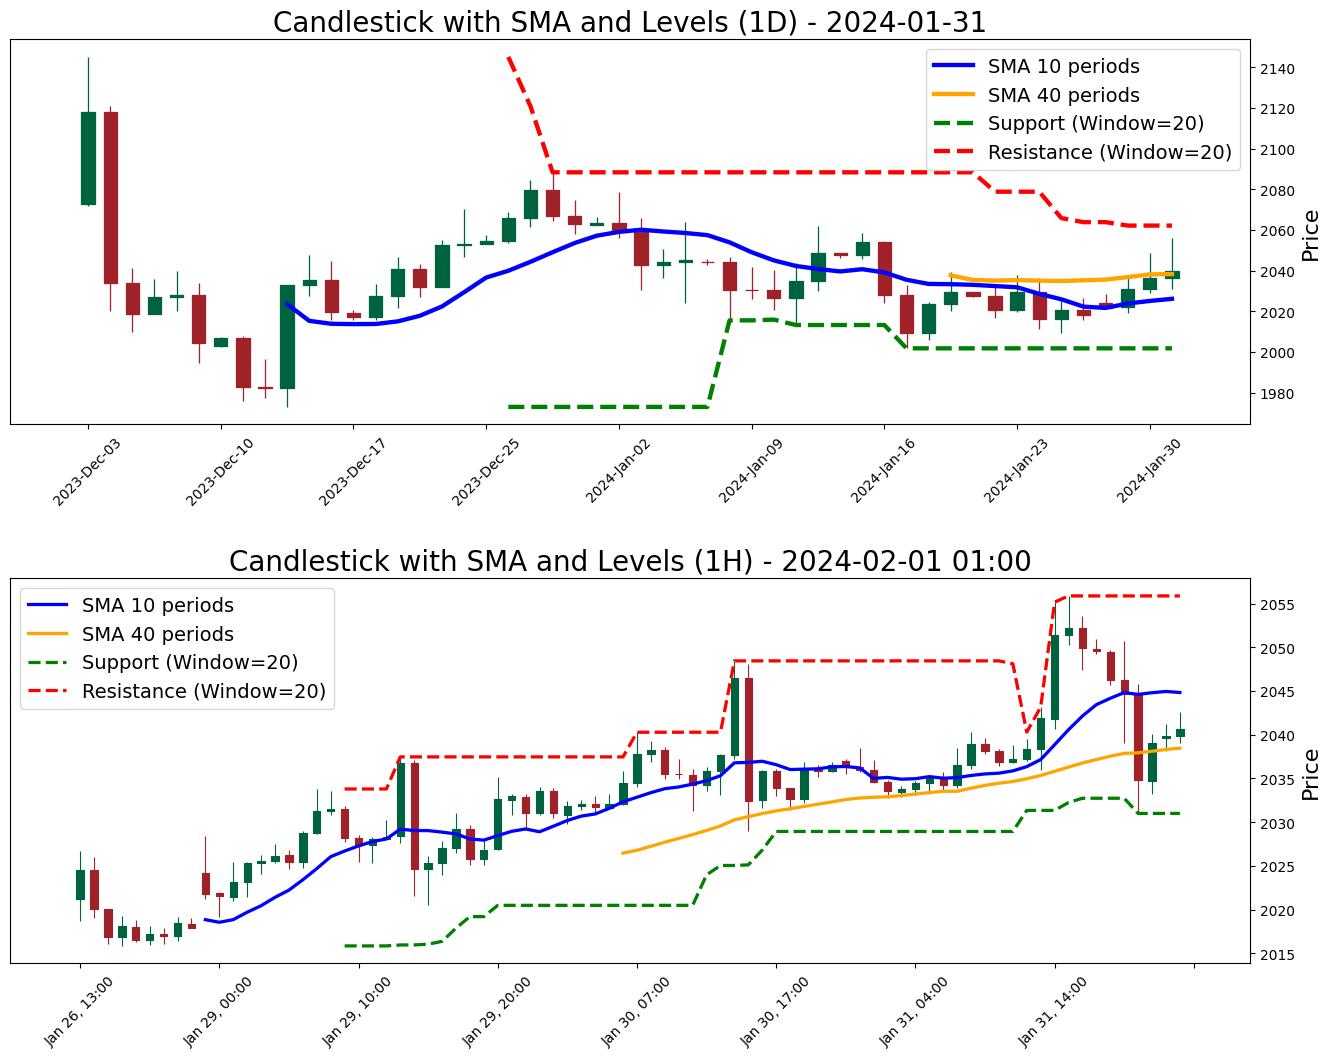 Candlestick with SMA and Levels (1D) - 2024-01-31
SMA 10 periods
SMA 40 periods
Support (Window=20)
Resistance (Window=20)
2140
2120
2100
2080
2060
2040
2020
2000
1980
Price
2023-Dec-03
2023-Dec-10
2023-Dec-17
2023-Dec-25
2024-Jan-02
2024-Jan-09
2024-Jan-16
2024-Jan-23
2024-Jan-30
Candlestick with SMA and Levels (1H) - 2024-02-01 01:00
SMA 10 periods
SMA 40 periods
Support (Window=20)
Resistance (Window=20)
2055
2050
2045
2040
2035
2030
2025
2020
2015
Price
Jan 26, 13:00
Jan 29, 00:00
Jan 29, 10:00
Jan 29, 20:00
Jan 30, 07:00
Jan 30, 17:00
Jan 31, 04:00
Jan 31, 14:00